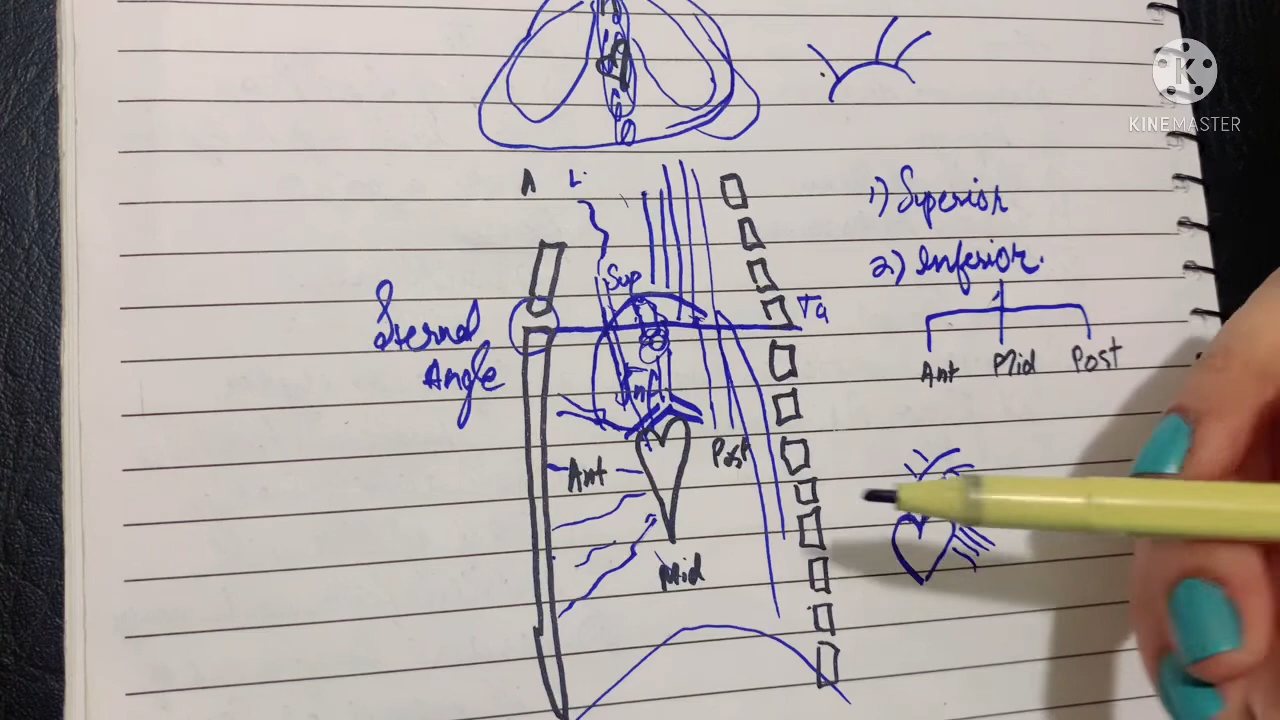 KINEMASTER
A L
1) Superior
2) Inferior.
Ant Mid Post
Sup
T4
Sternal
Angle
Inf
Ant
Post
Mid